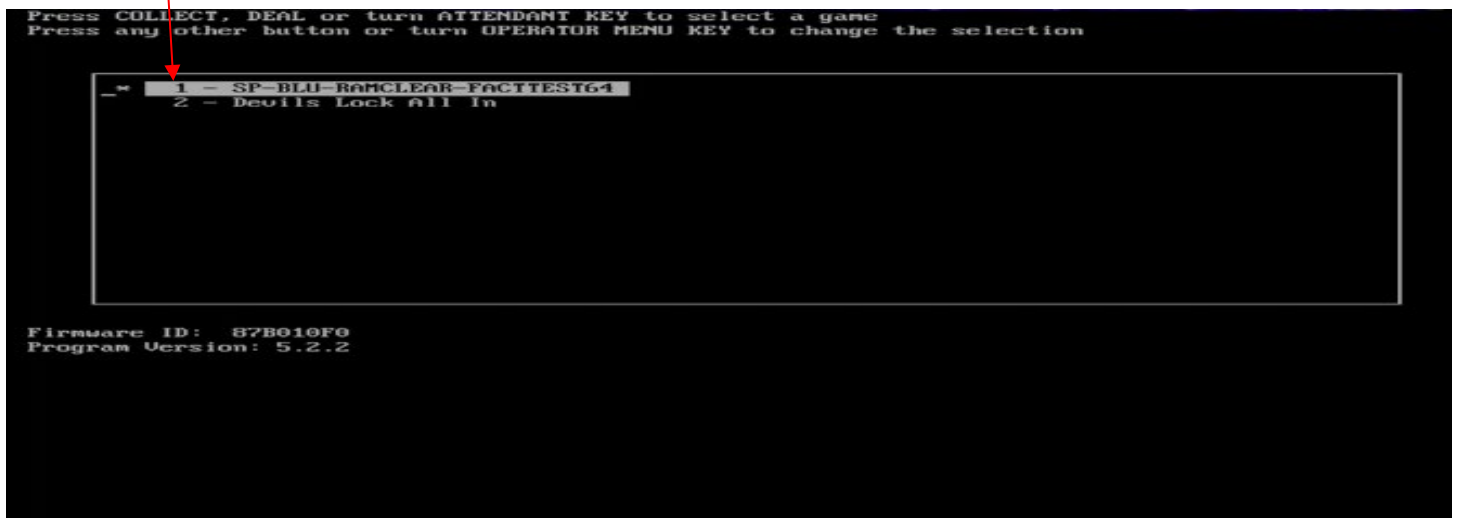 Press COLLECT, DEAL or turn ATTENDANT KEY to select a game
Press any other button or turn OPERATOR MENU KEY to change the selection
_* 1 - SP-BLU-RAMCLEAR-FACTTEST64
2 - Devils Lock All In
Firmware ID: 87B010F0
Program Version: 5.2.2